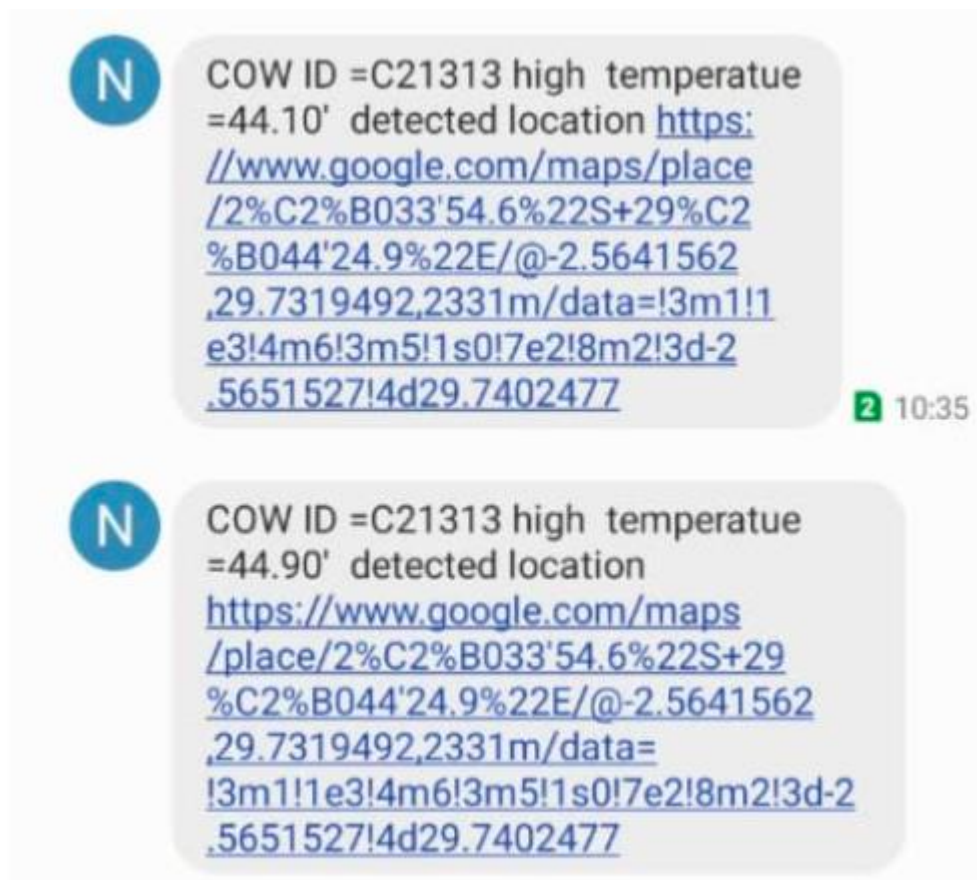 N
COW ID =C21313 high  temperatue
=44.10'  detected location https:
//www.google.com/maps/place
/2%C2%B033'54.6%22S+29%C2
%B044'24.9%22E/@-2.5641562
,29.7319492,2331m/data=!3m1!1
e3!4m6!3m5!1s0!7e2!8m2!3d-2
.5651527!4d29.7402477
2 10:35
N
COW ID =C21313 high  temperatue
=44.90'  detected location
https://www.google.com/maps
/place/2%C2%B033'54.6%22S+29
%C2%B044'24.9%22E/@-2.5641562
,29.7319492,2331m/data=
!3m1!1e3!4m6!3m5!1s0!7e2!8m2!3d-2
.5651527!4d29.7402477